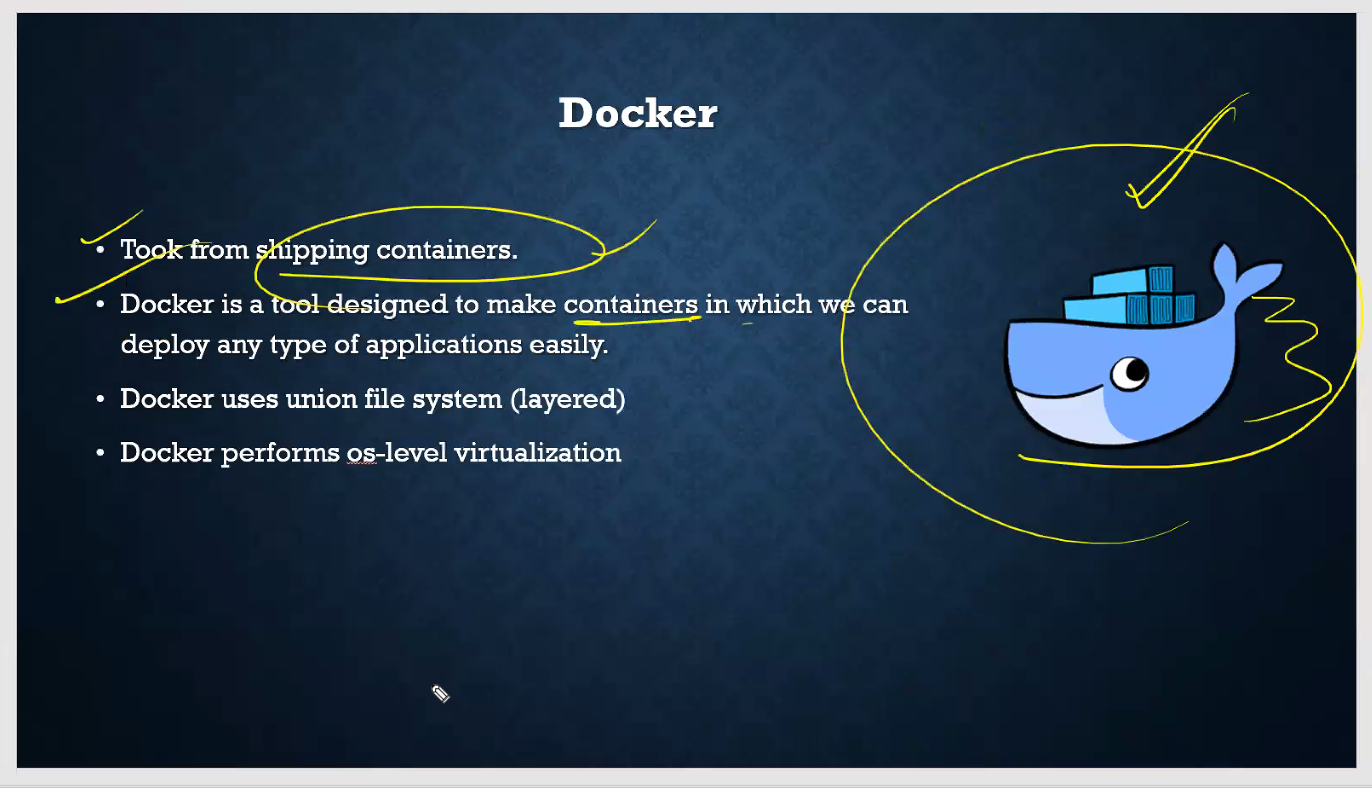 Docker
• Took from shipping containers.
• Docker is a tool designed to make containers in which we can
deploy any type of applications easily.
• Docker uses union file system (layered)
• Docker performs os-level virtualization